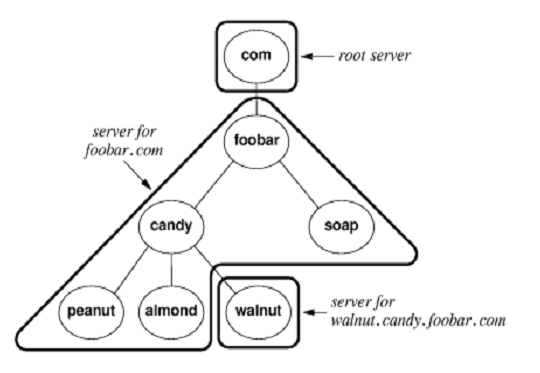 com
root server
server for
foobar.com
foobar
candy
soap
peanut
almond
walnut
server for
walnut.candy.foobar.com